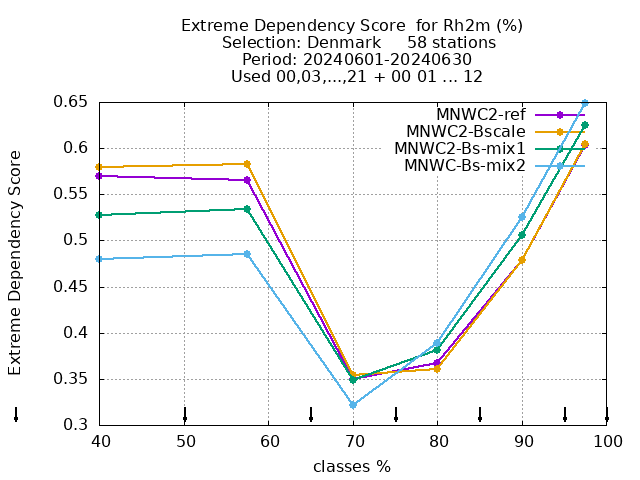 Extreme Dependency Score  for Rh2m (%)
Selection: Denmark     58 stations
Period: 20240601-20240630
Used 00,03,...,21 + 00 01 ... 12
Extreme Dependency Score
0.65
0.6
0.55
0.5
0.45
0.4
0.35
0.3
MNWC2-ref
MNWC2-Bscale
MNWC2-Bs-mix1
MNWC-Bs-mix2
40 50 60 70 80 90 100
classes %